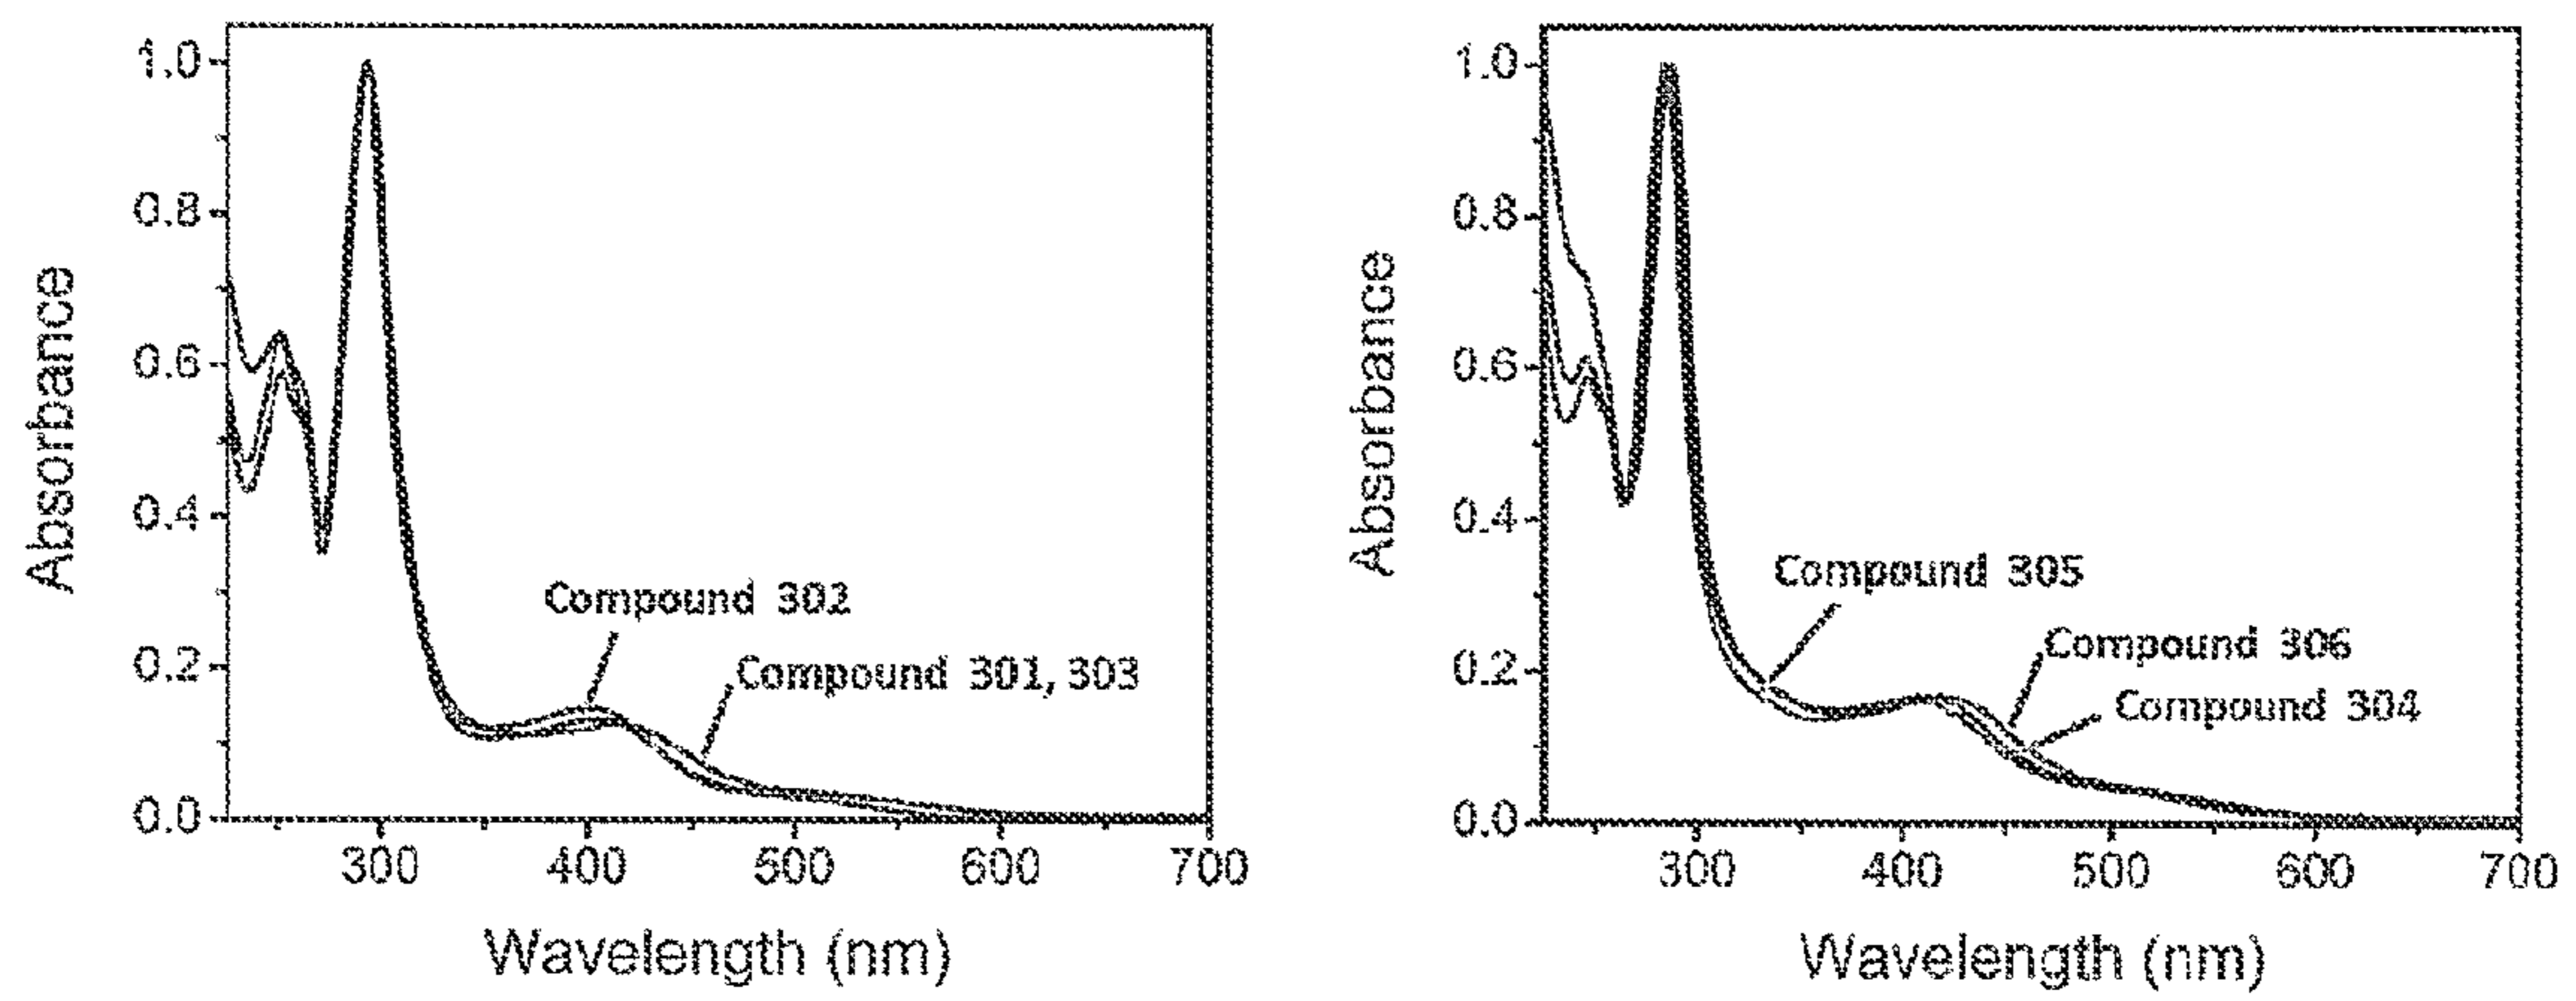 1.0
0.8
0.6
0.4
0.2
0.0
Absorbance
Compound 302
Compound 301, 303
300 400 500 600 700
Wavelength (nm)
1.0
0.8
0.6
0.4
0.2
0.0
Absorbance
Compound 305
Compound 306
Compound 304
300 400 500 600 700
Wavelength (nm)